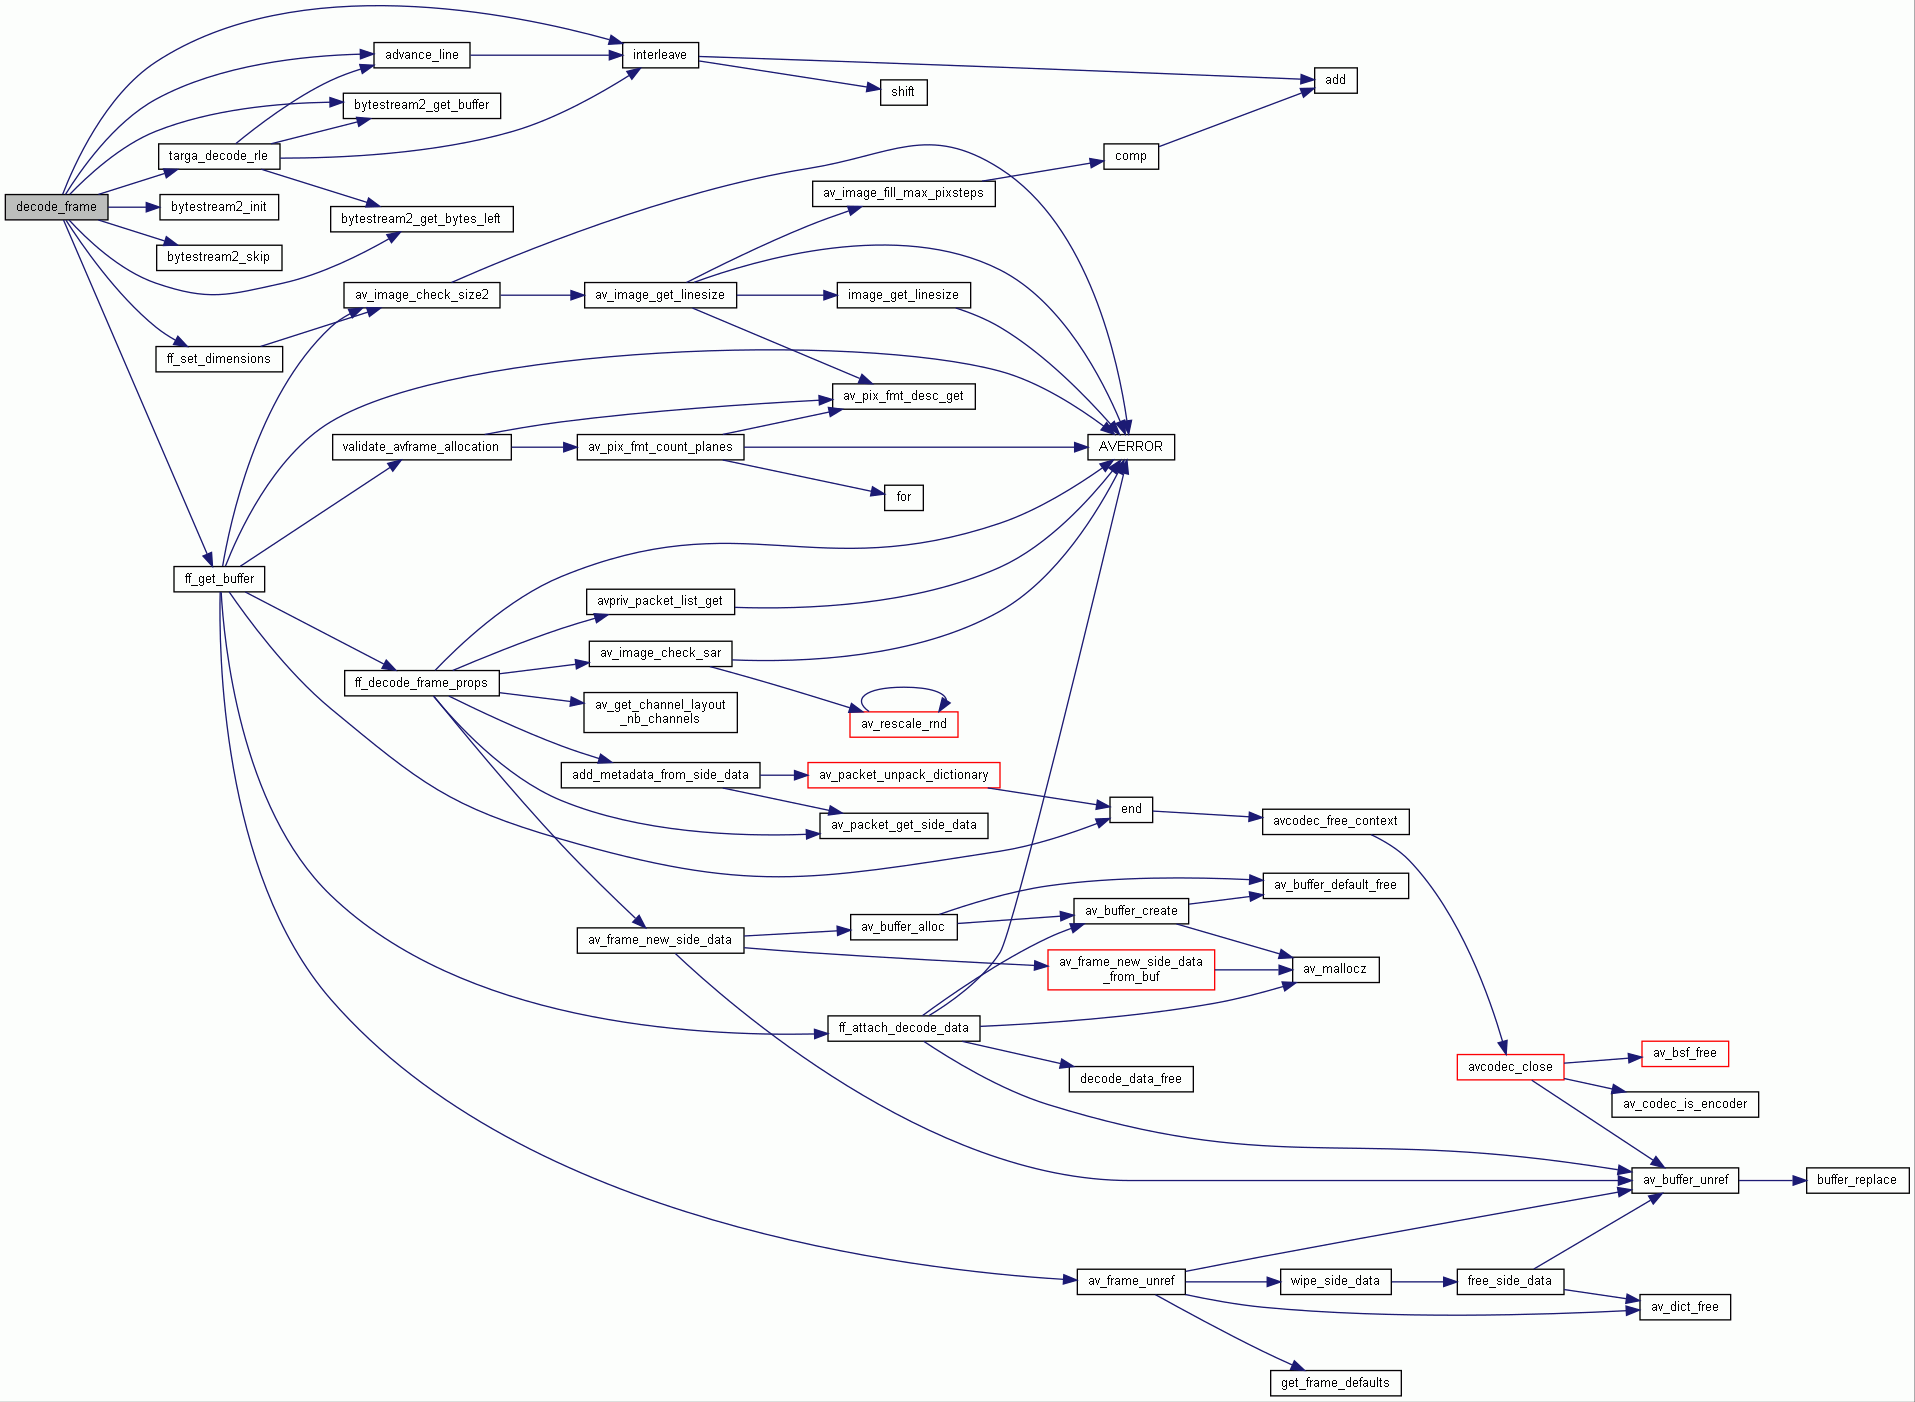 interleave
advance_line
add
shift
bytestream2_get_buffer
targa_decode_rle
comp
av_image_fill_max_pixsteps
decode_frame
bytestream2_init
bytestream2_get_bytes_left
bytestream2_skip
av_image_check_size2
av_image_get_linesize
image_get_linesize
ff_set_dimensions
av_pix_fmt_desc_get
validate_avframe_allocation
av_pix_fmt_count_planes
AVERROR
for
ff_get_buffer
avpriv_packet_list_get
av_image_check_sar
ff_decode_frame_props
av_get_channel_layout
_nb_channels
av_rescale_rnd
add_metadata_from_side_data
av_packet_unpack_dictionary
end
avcodec_free_context
av_packet_get_side_data
av_buffer_default_free
av_buffer_create
av_buffer_alloc
av_frame_new_side_data
av_frame_new_side_data
_from_buf
av_mallocz
ff_attach_decode_data
av_bsf_free
avcodec_close
decode_data_free
av_codec_is_encoder
av_buffer_unref
buffer_replace
av_frame_unref
wipe_side_data
free_side_data
av_dict_free
get_frame_defaults